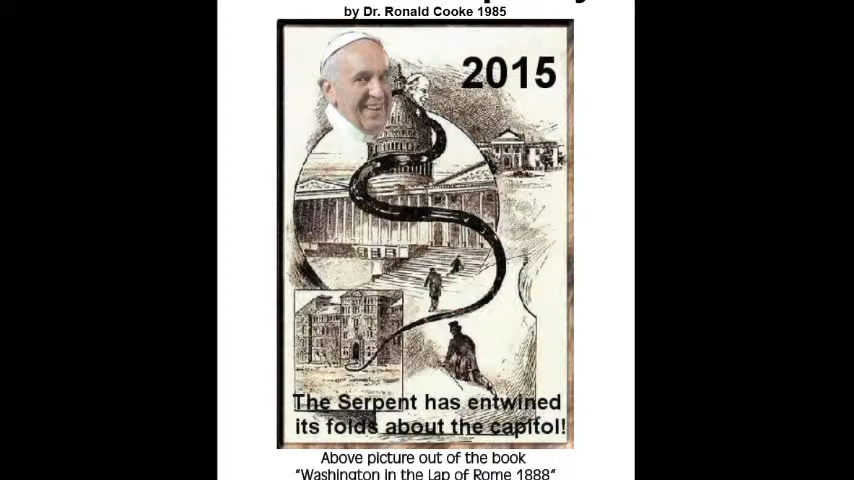 by Dr. Ronald Cooke 1985
2015
The Serpent has entwined
its folds about the capitol!
Above picture out of the book
"Washington in the Lap of Rome 1888"